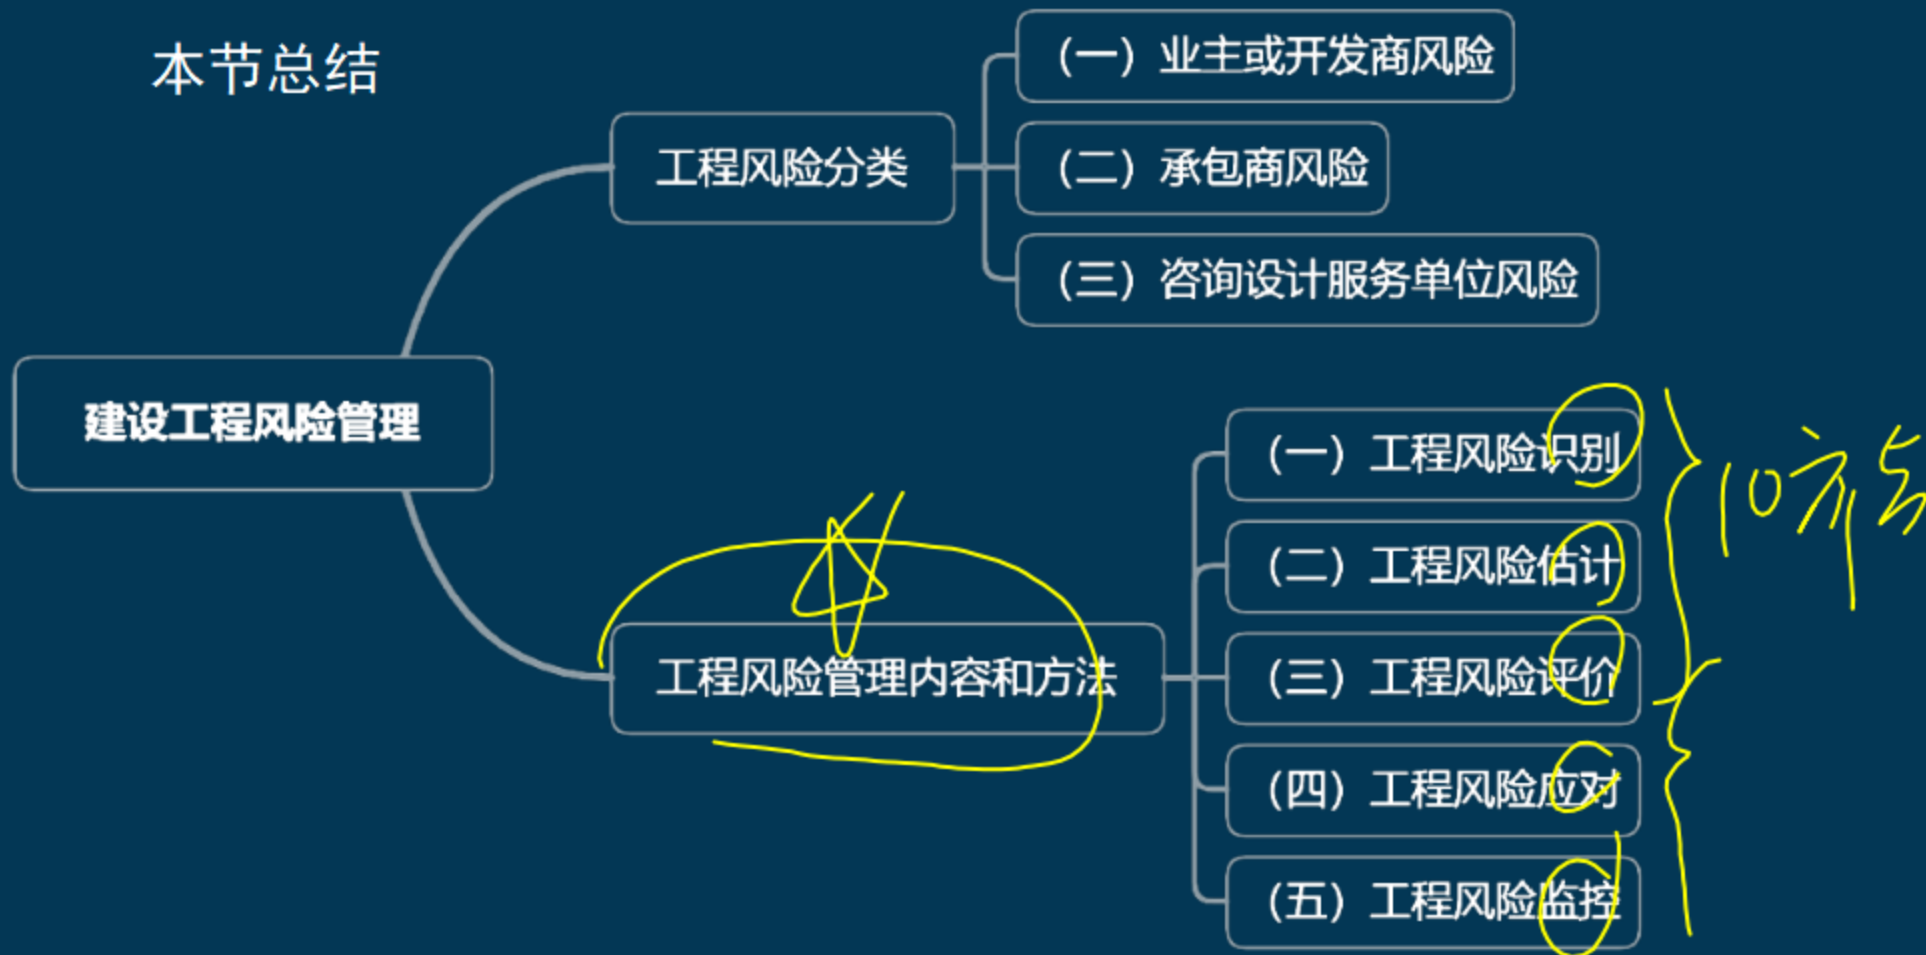 本节总结
建设工程风险管理
工程风险分类
（一）业主或开发商风险
（二）承包商风险
（三）咨询设计服务单位风险
工程风险管理内容和方法
（一）工程风险识别
（二）工程风险估计
（三）工程风险评价
（四）工程风险应对
（五）工程风险监控
10